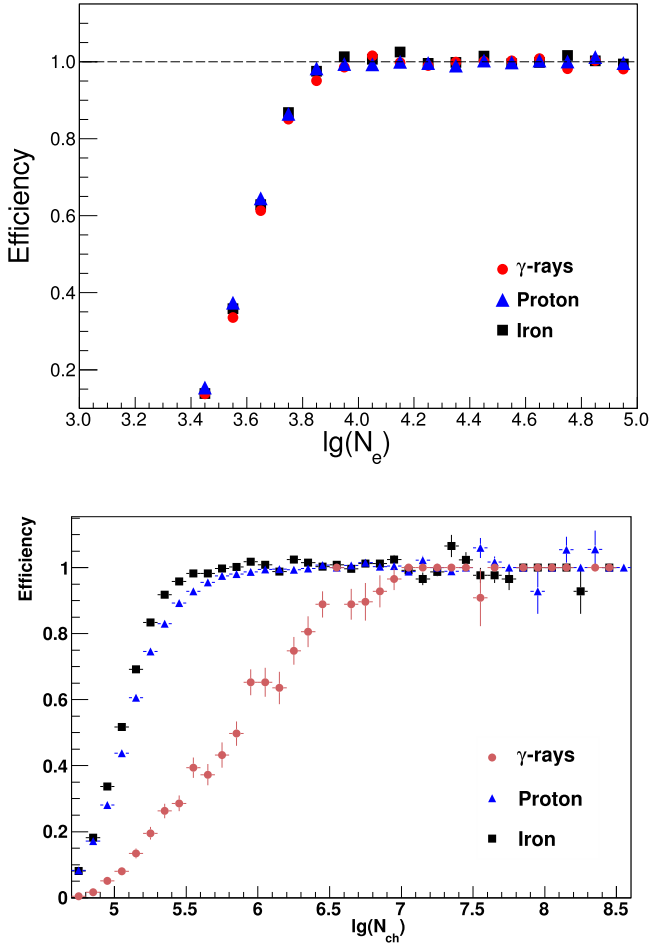 Efficiency
1.0
0.8
0.6
0.4
0.2
γ-rays
Proton
Iron
3.0 3.2 3.4 3.6 3.8 4.0 4.2 4.4 4.6 4.8 5.0
lg(Ne)
Efficiency
1
0.8
0.6
0.4
0.2
0
γ-rays
Proton
Iron
5 5.5 6 6.5 7 7.5 8 8.5
lg(Nch)